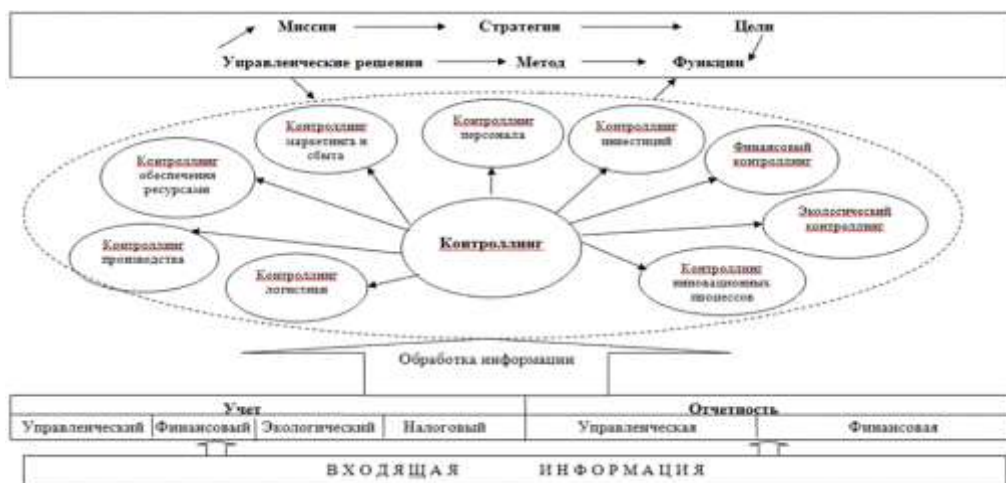 Миссия Стратегия Цели
Управленческие решения Метод Функции
Контроллинг
маркетинга и
сбыта
Контроллинг
персонала
Контроллинг
инвестиций
Финансовый
контроллинг
Контроллинг
обеспечения
ресурсами
Экологический
контроллинг
Контроллинг
Контроллинг
производства
Контроллинг
логистики
Контроллинг
инновационных
процессов
Обработка информации
Учет Отчетность
Управленческий Финансовый Экологический Налоговый Управленческая Финансовая
ВХОДЯЩАЯ ИНФОРМАЦИЯ